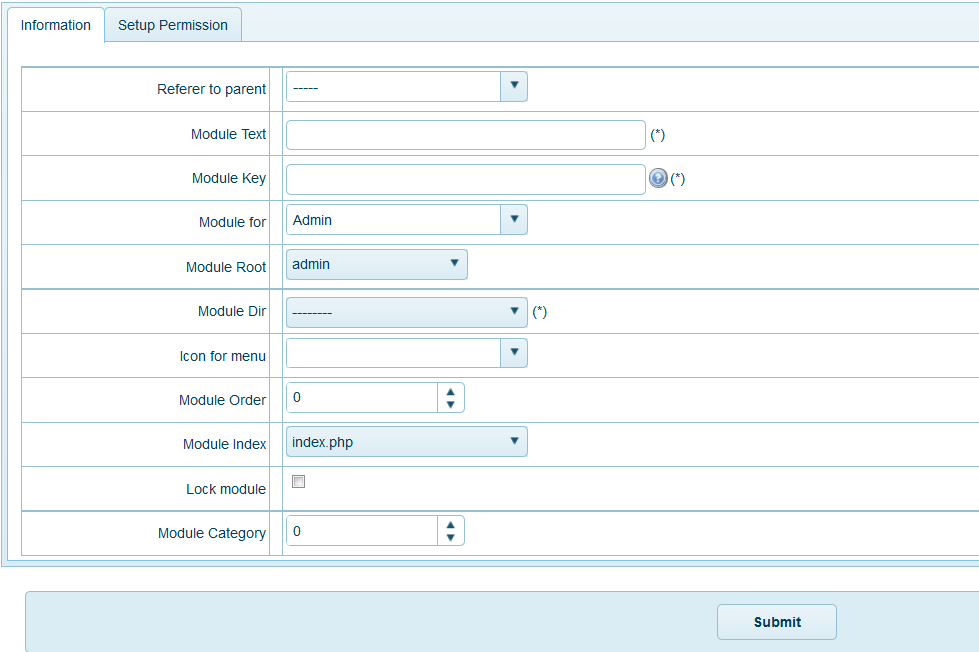 Information Setup Permission
Referer to parent -----
Module Text (*)
Module Key ? (*)
Module for Admin
Module Root admin
Module Dir -------- (*)
Icon for menu
Module Order 0
Module Index index.php
Lock module
Module Category 0
Submit